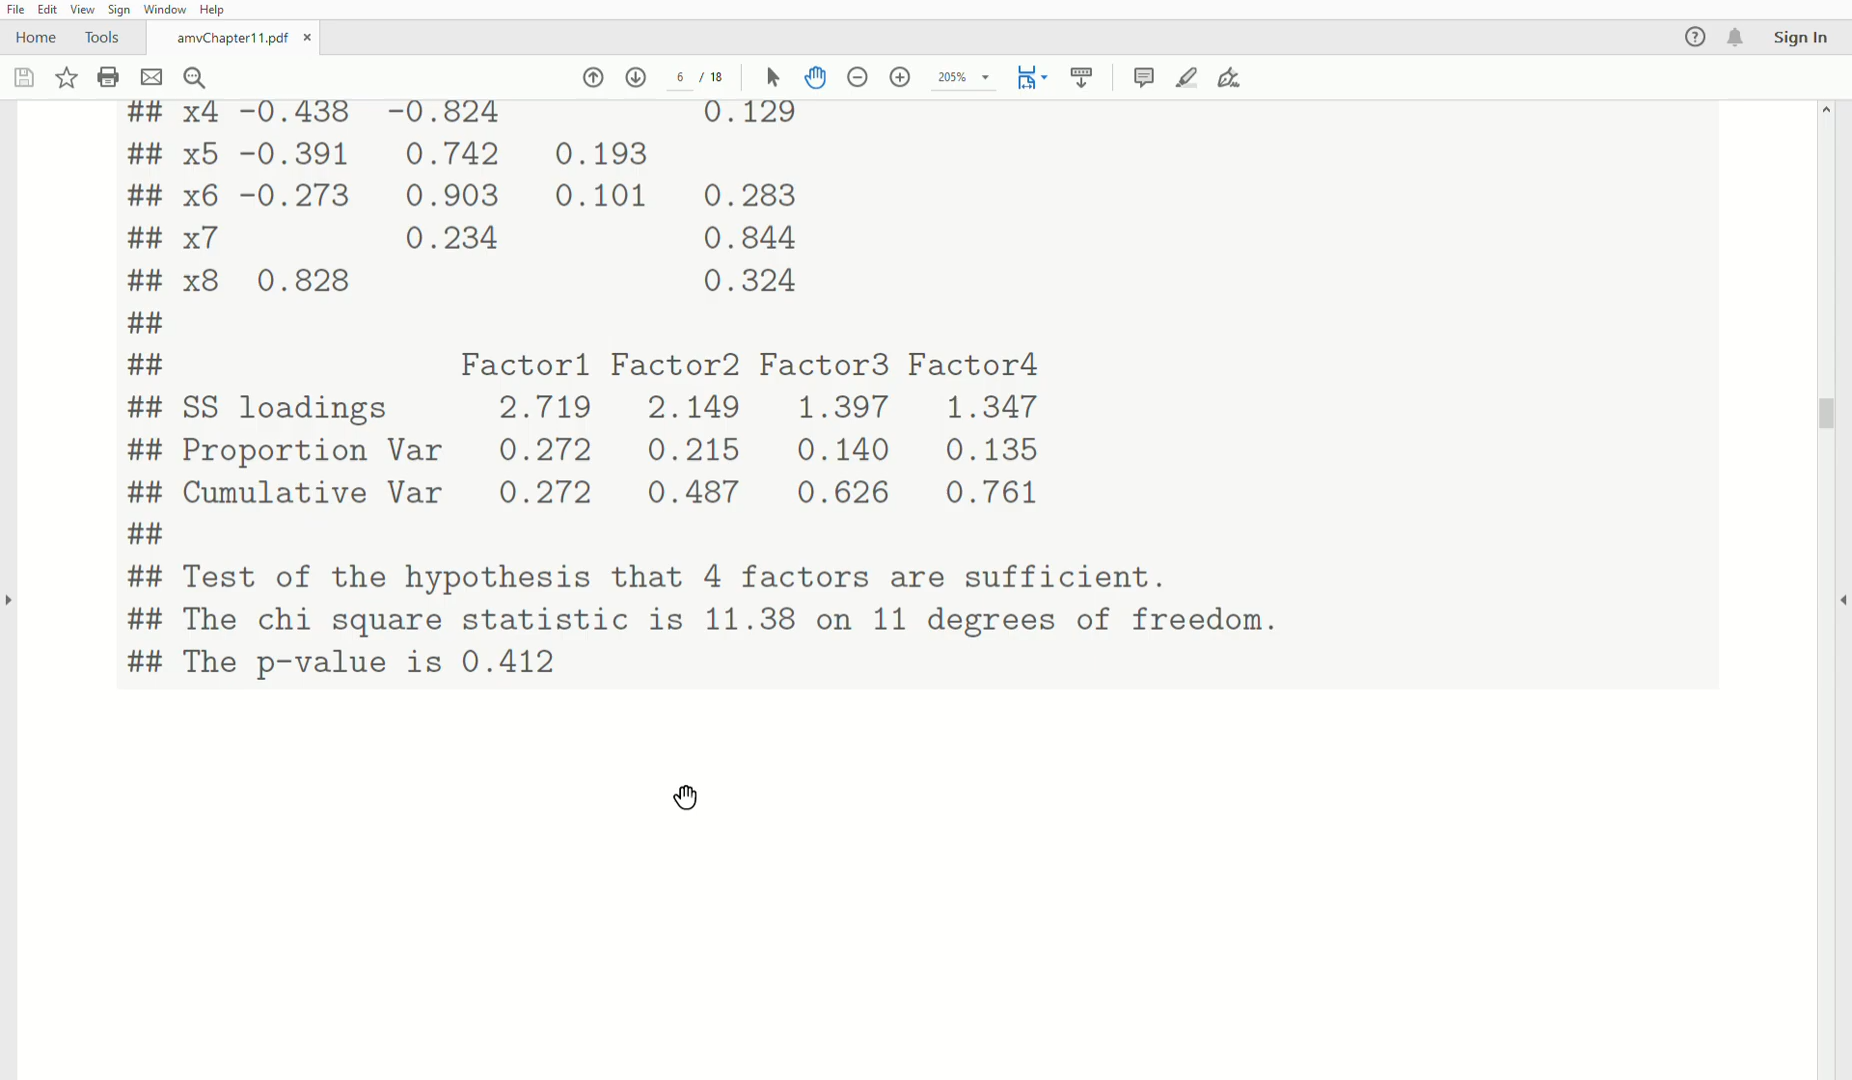 File Edit View Sign Window Help
Home Tools amvChapter11.pdf × Sign In
6 / 18 205%
## x4 -0.438 -0.824 0.129
## x5 -0.391 0.742 0.193
## x6 -0.273 0.903 0.101 0.283
## x7 0.234 0.844
## x8 0.828 0.324
##
## Factor1 Factor2 Factor3 Factor4
## SS loadings 2.719 2.149 1.397 1.347
## Proportion Var 0.272 0.215 0.140 0.135
## Cumulative Var 0.272 0.487 0.626 0.761
##
## Test of the hypothesis that 4 factors are sufficient.
## The chi square statistic is 11.38 on 11 degrees of freedom.
## The p-value is 0.412